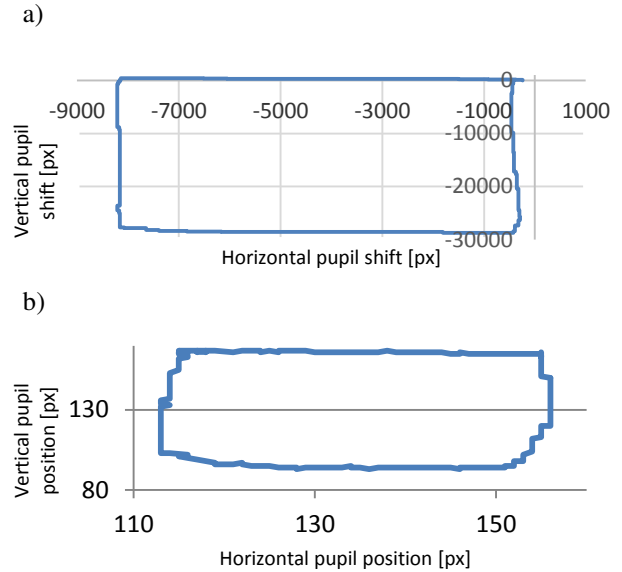 a)
0
-9000 -7000 -5000 -3000 -1000 1000
-10000
-20000
-30000
Vertical pupil
shift [px]
Horizontal pupil shift [px]
b)
130
80
110 130 150
Vertical pupil
position [px]
Horizontal pupil position [px]